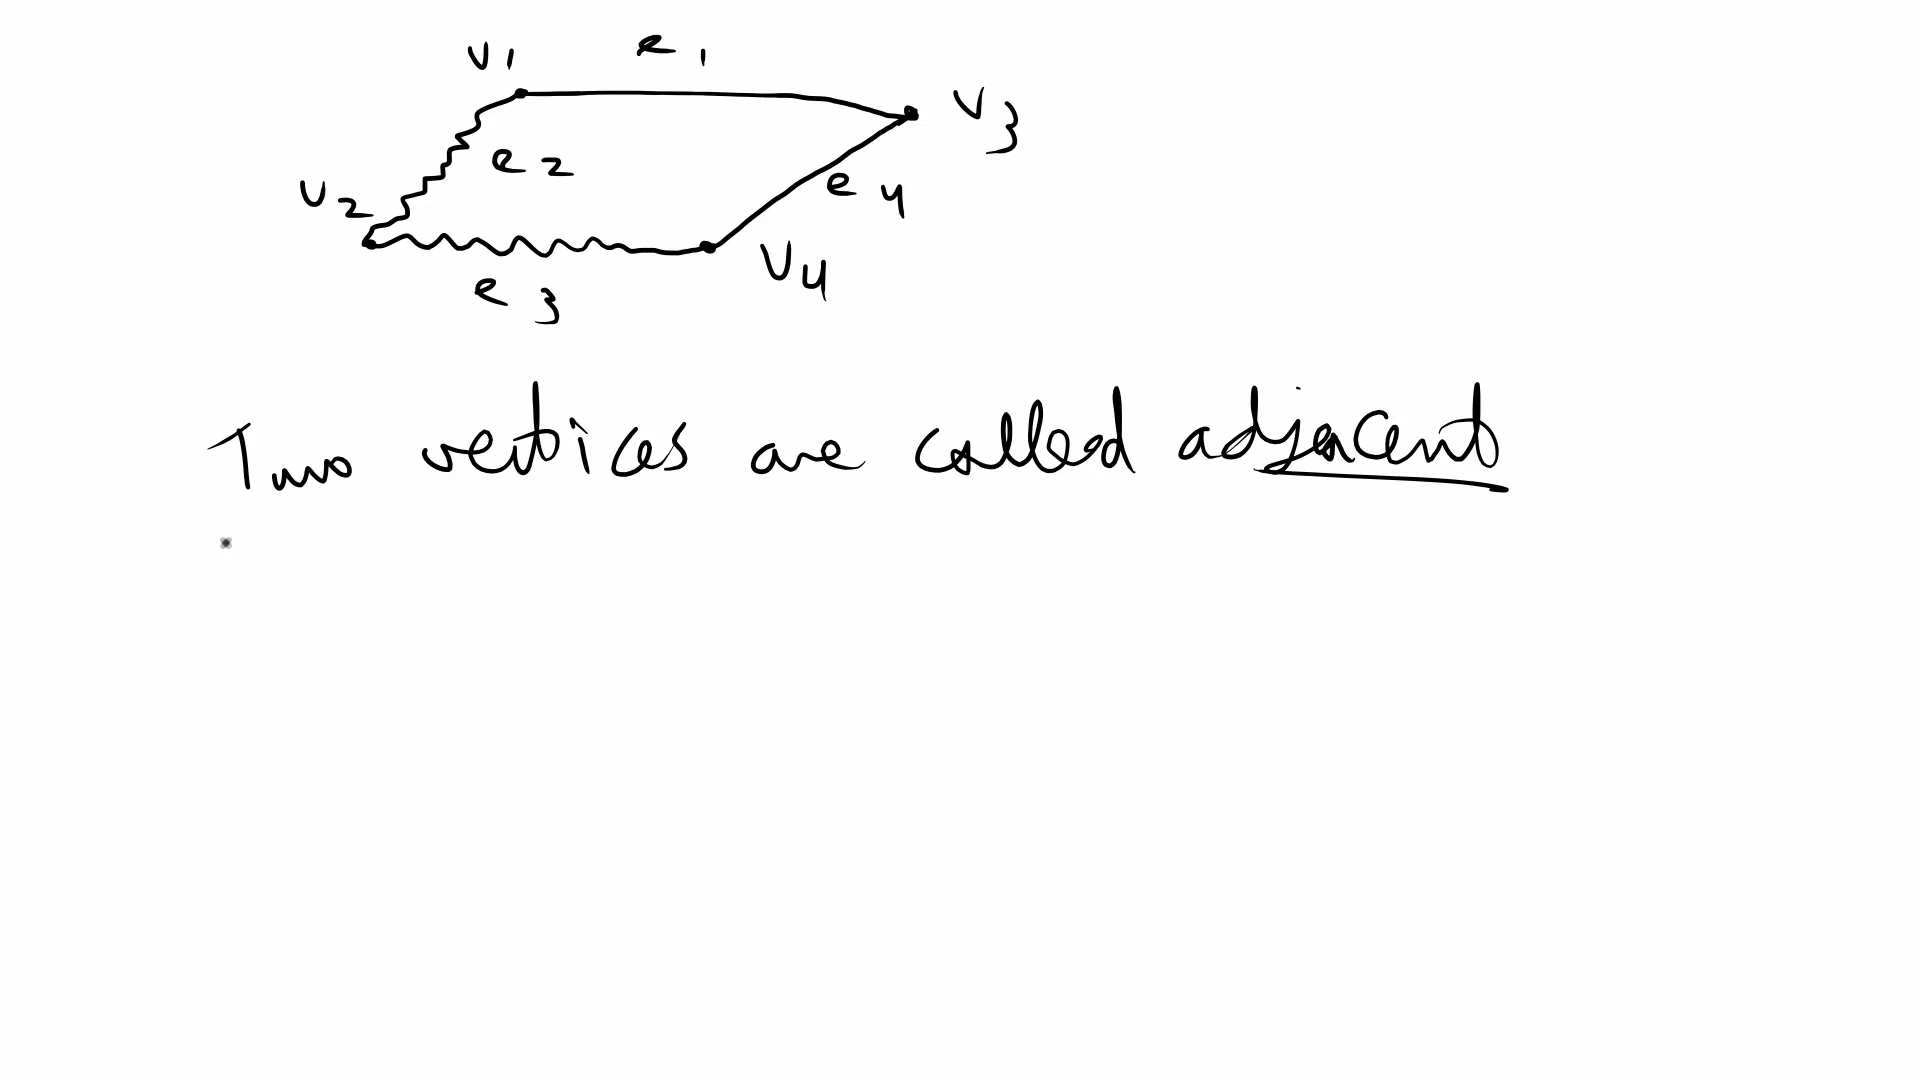 v1 e1
v3
e2
v2 e4
v4
e3
Two vertices are called adjacent